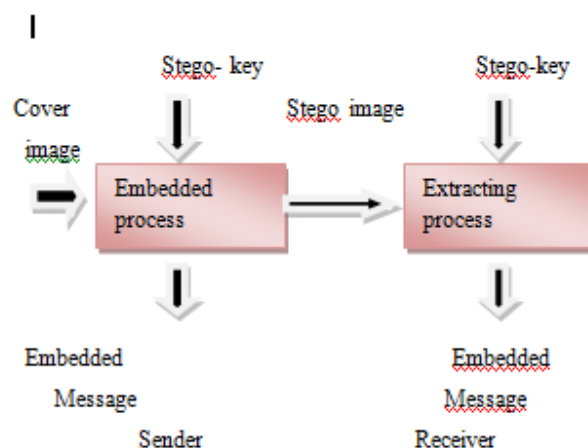 I
Stego- key
Stego-key
Cover
image
Stego image
Embedded
process
Extracting
process
Embedded
Message
Sender
Embedded
Message
Receiver